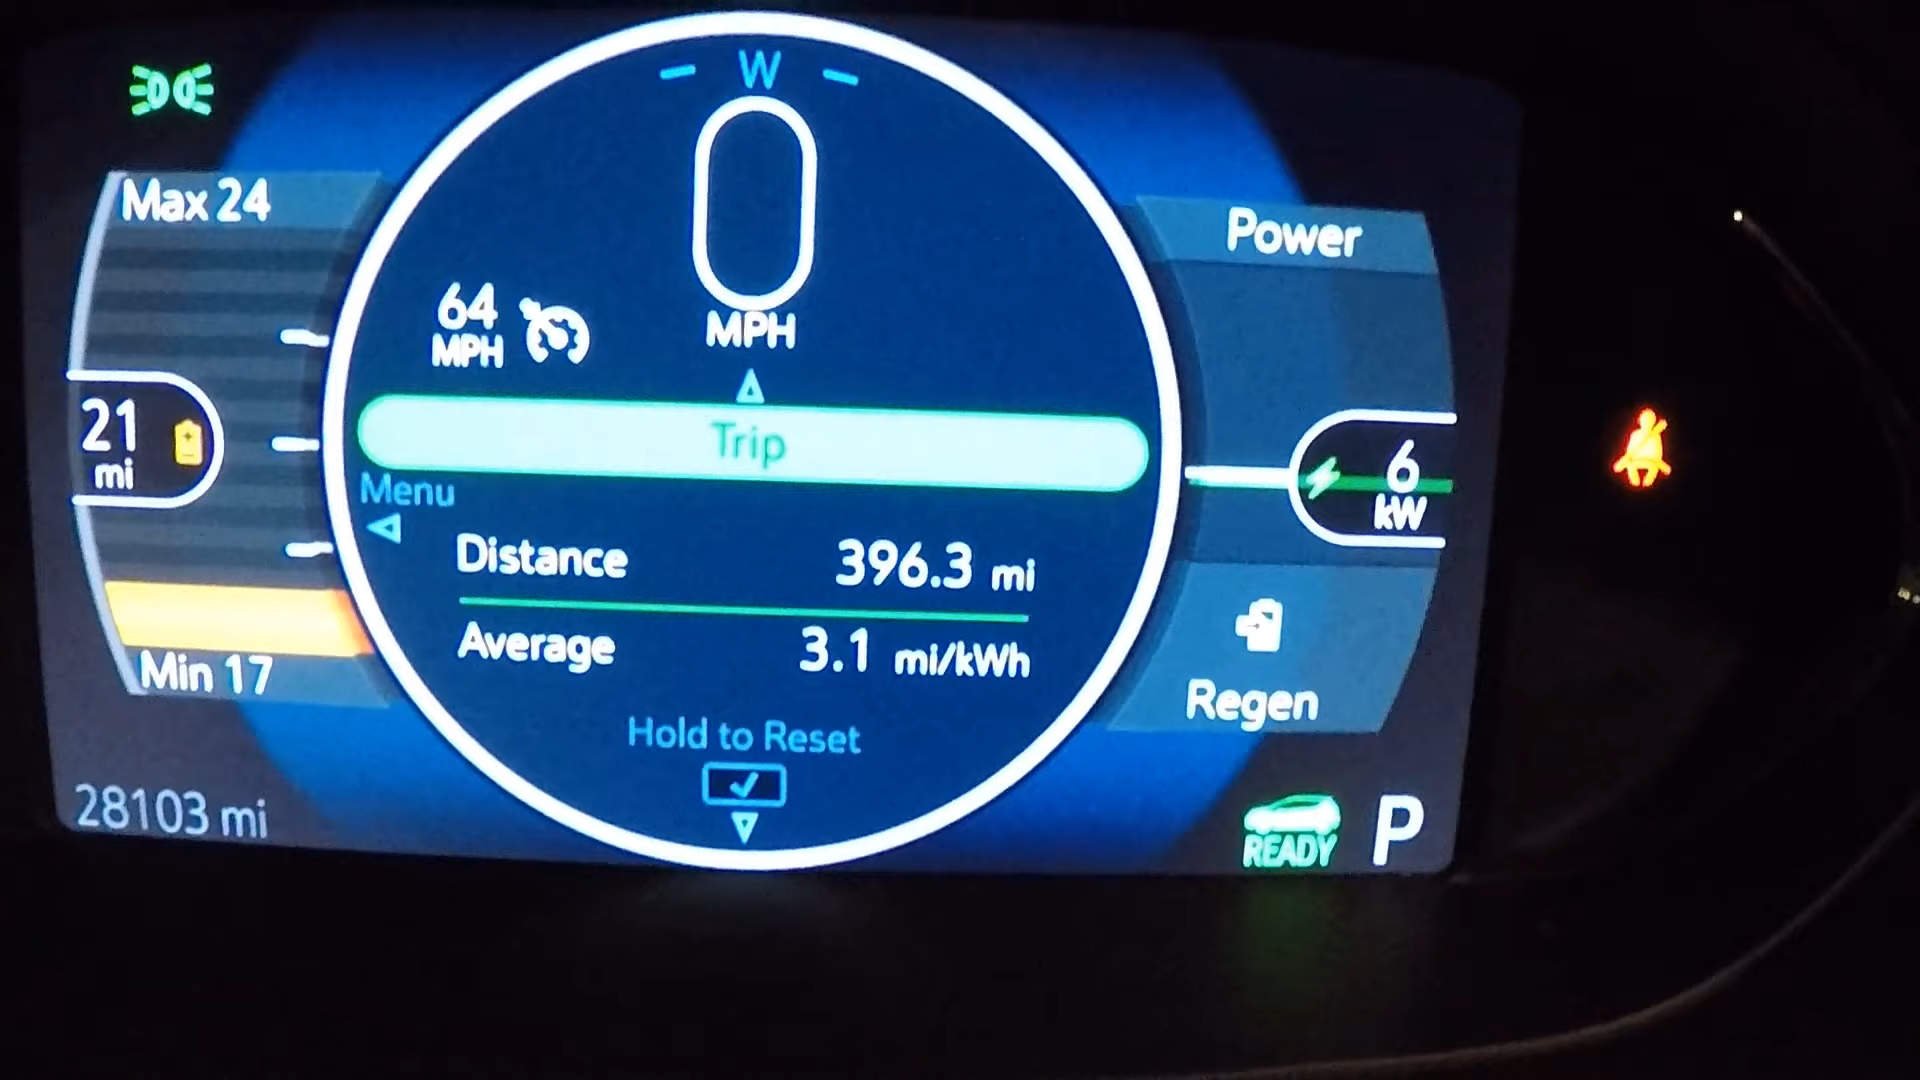 W
Max 24
0
Power
64
MPH
MPH
21
mi
Trip
6
kW
Menu
Distance 396.3 mi
Average 3.1 mi/kWh
Min 17
Regen
Hold to Reset
28103 mi
READY
P